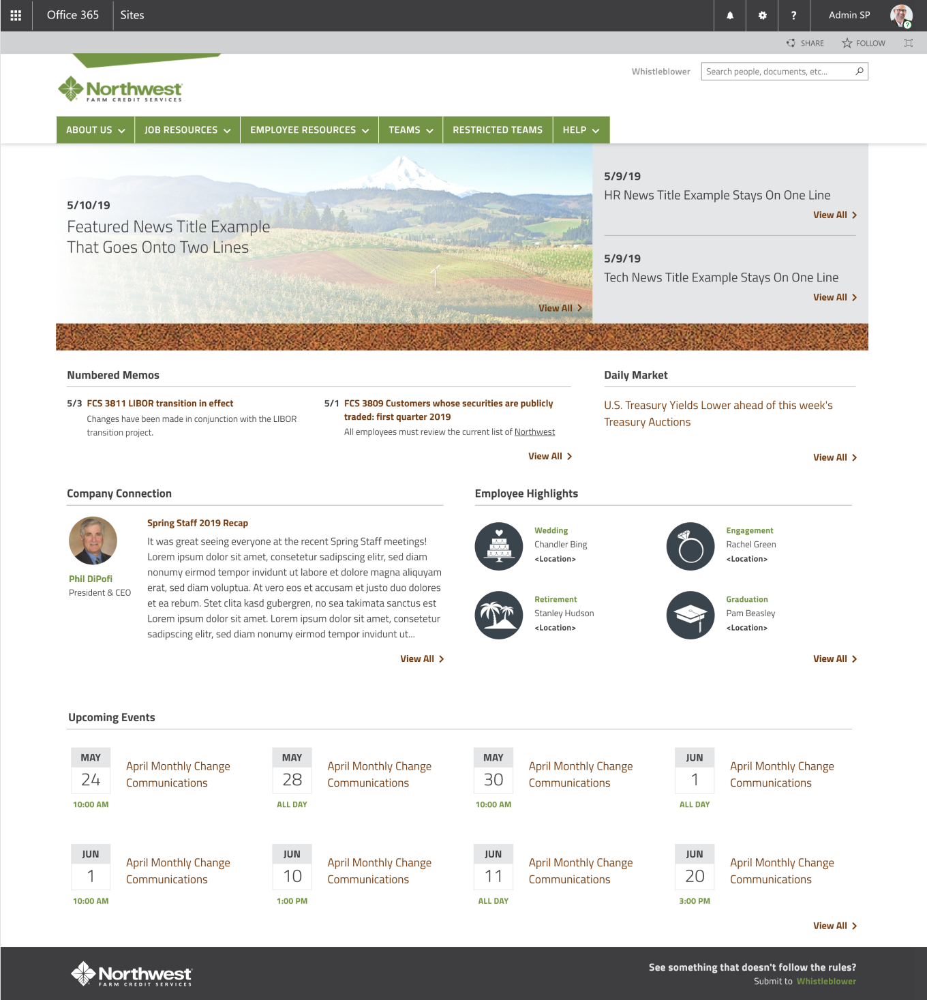 Office 365
Sites
?
Admin SP
?
SHARE
FOLLOW
Northwest
FARM CREDIT SERVICES
Whistleblower
Search people, documents, etc...
ABOUT US
JOB RESOURCES
EMPLOYEE RESOURCES
TEAMS
RESTRICTED TEAMS
HELP
5/10/19
Featured News Title Example
That Goes Onto Two Lines
View All
5/9/19
HR News Title Example Stays On One Line
View All
5/9/19
Tech News Title Example Stays On One Line
View All
Numbered Memos
5/3 FCS 3811 LIBOR transition in effect
Changes have been made in conjunction with the LIBOR
transition project.
5/1 FCS 3809 Customers whose securities are publicly
traded: first quarter 2019
All employees must review the current list of Northwest
View All
Daily Market
U.S. Treasury Yields Lower ahead of this week's
Treasury Auctions
View All
Company Connection
Phil DiPofi
President & CEO
Spring Staff 2019 Recap
It was great seeing everyone at the recent Spring Staff meetings!
Lorem ipsum dolor sit amet, consetetur sadipscing elitr, sed diam
nonumy eirmod tempor invidunt ut labore et dolore magna aliquyam
erat, sed diam voluptua. At vero eos et accusam et justo duo dolores
et ea rebum. Stet clita kasd gubergren, no sea takimata sanctus est
Lorem ipsum dolor sit amet. Lorem ipsum dolor sit amet, consetetur
sadipscing elitr, sed diam nonumy eirmod tempor invidunt ut...
View All
Employee Highlights
Wedding
Chandler Bing
<Location>
Engagement
Rachel Green
<Location>
Retirement
Stanley Hudson
<Location>
Graduation
Pam Beasley
<Location>
View All
Upcoming Events
MAY
24
10:00 AM
April Monthly Change
Communications
MAY
28
ALL DAY
April Monthly Change
Communications
MAY
30
10:00 AM
April Monthly Change
Communications
JUN
1
ALL DAY
April Monthly Change
Communications
JUN
1
10:00 AM
April Monthly Change
Communications
JUN
10
1:00 PM
April Monthly Change
Communications
JUN
11
ALL DAY
April Monthly Change
Communications
JUN
20
3:00 PM
April Monthly Change
Communications
View All
Northwest
FARM CREDIT SERVICES
See something that doesn't follow the rules?
Submit to Whistleblower